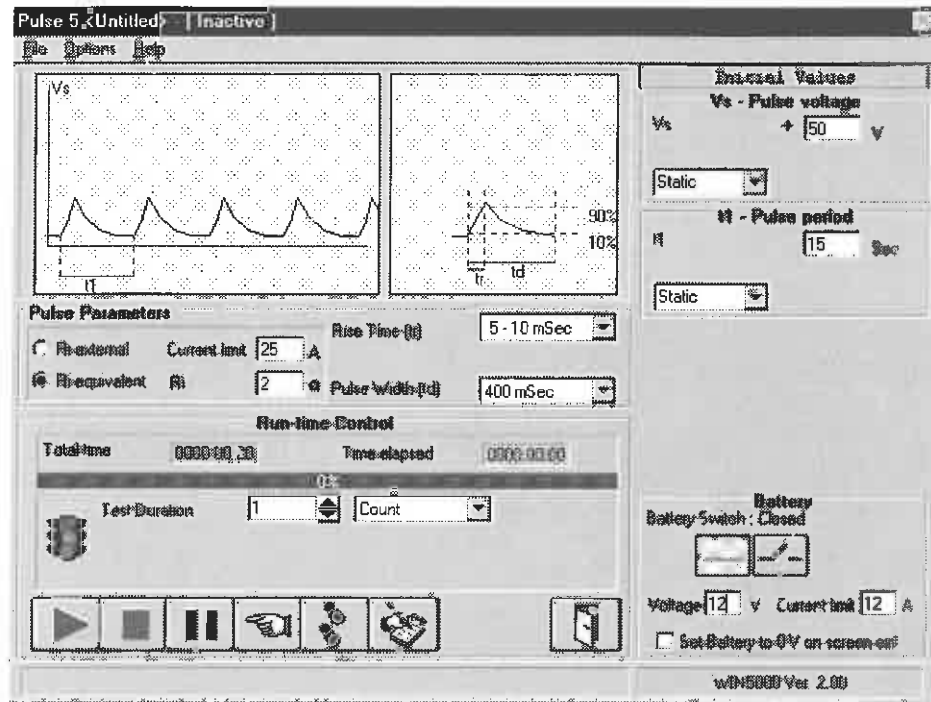 Pulse 5 <Untitled> [ Inactive ]
File Options Help
Vs
t1
90%
10%
tr
td
Initial Values
Vs - Pulse voltage
Vs + 50 V
Static
t1 - Pulse period
t1 15 Sec
Static
Pulse Parameters
Ri-external Current limit 25 A
Ri-equivalent Ri 2 Ω
Rise Time (tr) 5 - 10 mSec
Pulse Width (td) 400 mSec
Run-time Control
Total time Time elapsed 0000:00:00
0%
Test Duration 1 Count
Battery
Battery Switch : Closed
Voltage 12 V Current limit 12 A
Set Battery to 0V on screen exit
WIN5000 Ver. 2.00